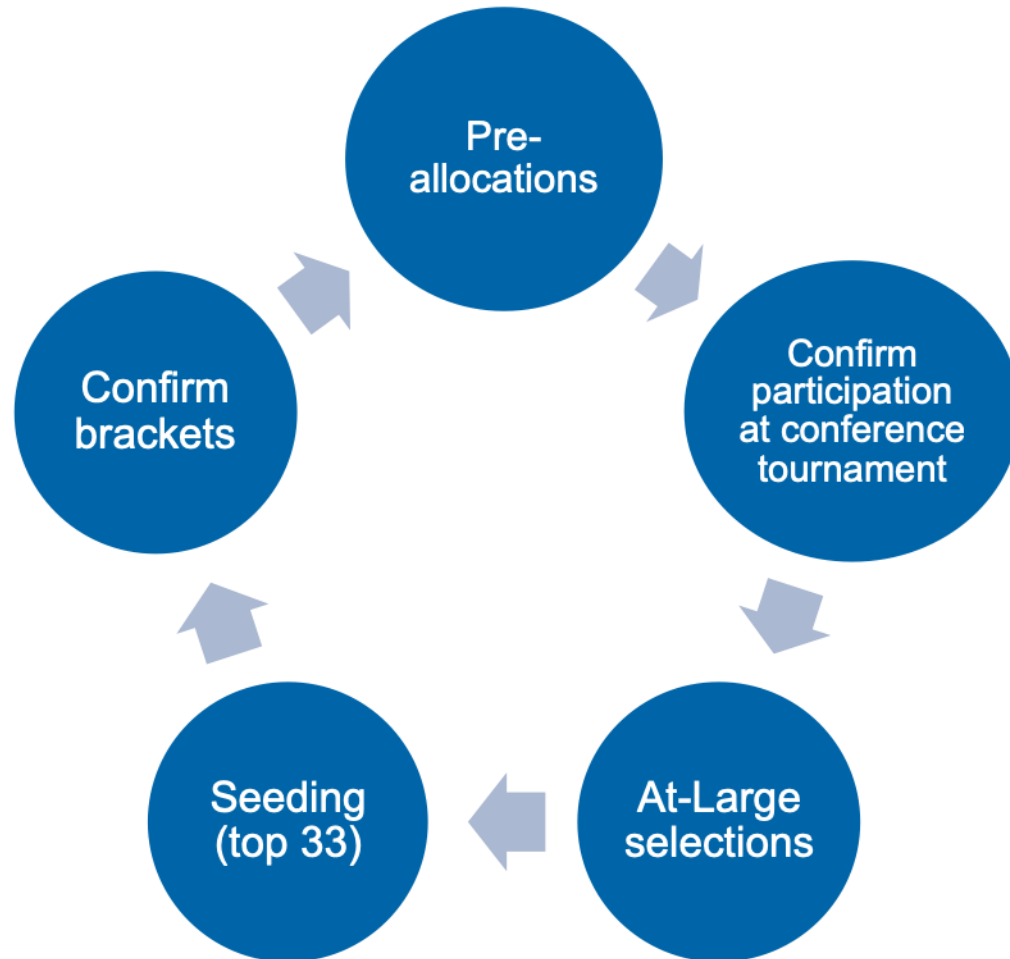 Pre-
allocations
Confirm
participation
at conference
tournament
At-Large
selections
Seeding
(top 33)
Confirm
brackets